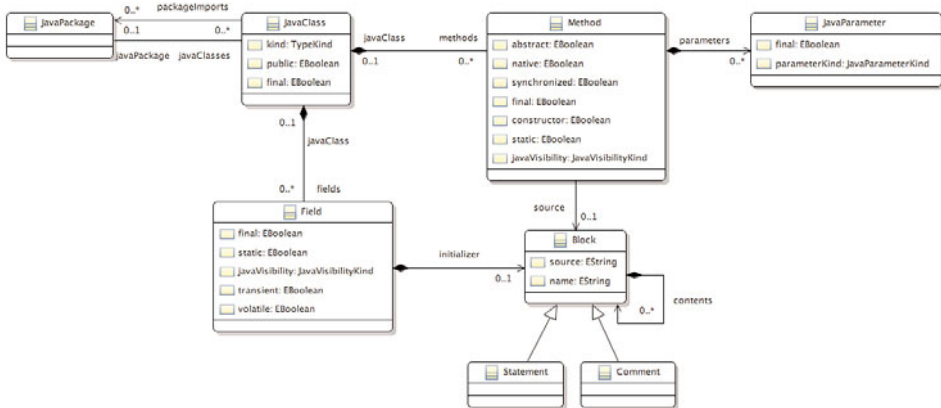 JavaPackage
0..*
packageImports
0..1
0..*
javaPackage
javaClasses
JavaClass
kind: TypeKind
public: EBoolean
final: EBoolean
javaClass
methods
0..1
0..*
Method
abstract: EBoolean
native: EBoolean
synchronized: EBoolean
final: EBoolean
constructor: EBoolean
static: EBoolean
javaVisibility: JavaVisibilityKind
parameters
0..*
JavaParameter
final: EBoolean
parameterKind: JavaParameterKind
0..1
javaClass
0..*
fields
Field
final: EBoolean
static: EBoolean
javaVisibility: JavaVisibilityKind
transient: EBoolean
volatile: EBoolean
initializer
0..1
source
0..1
Block
source: EString
name: EString
contents
0..*
Statement
Comment